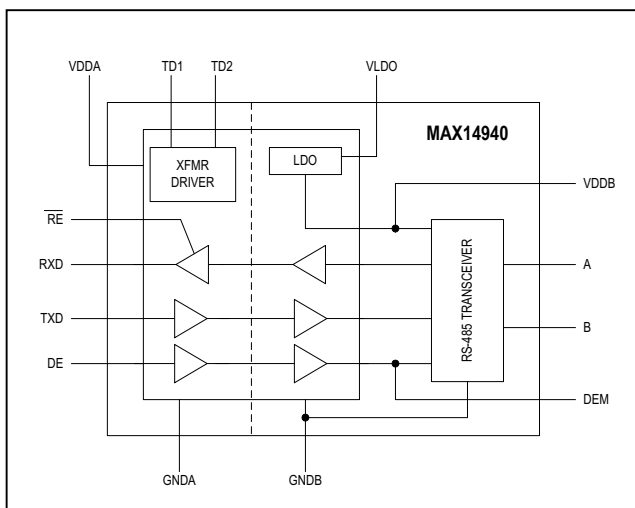 VDDA
TD1
TD2
VLDO
MAX14940
XFMR
DRIVER
LDO
VDDB
RE
RXD
A
TXD
RS-485 TRANSCEIVER
B
DE
DEM
GNDA
GNDB